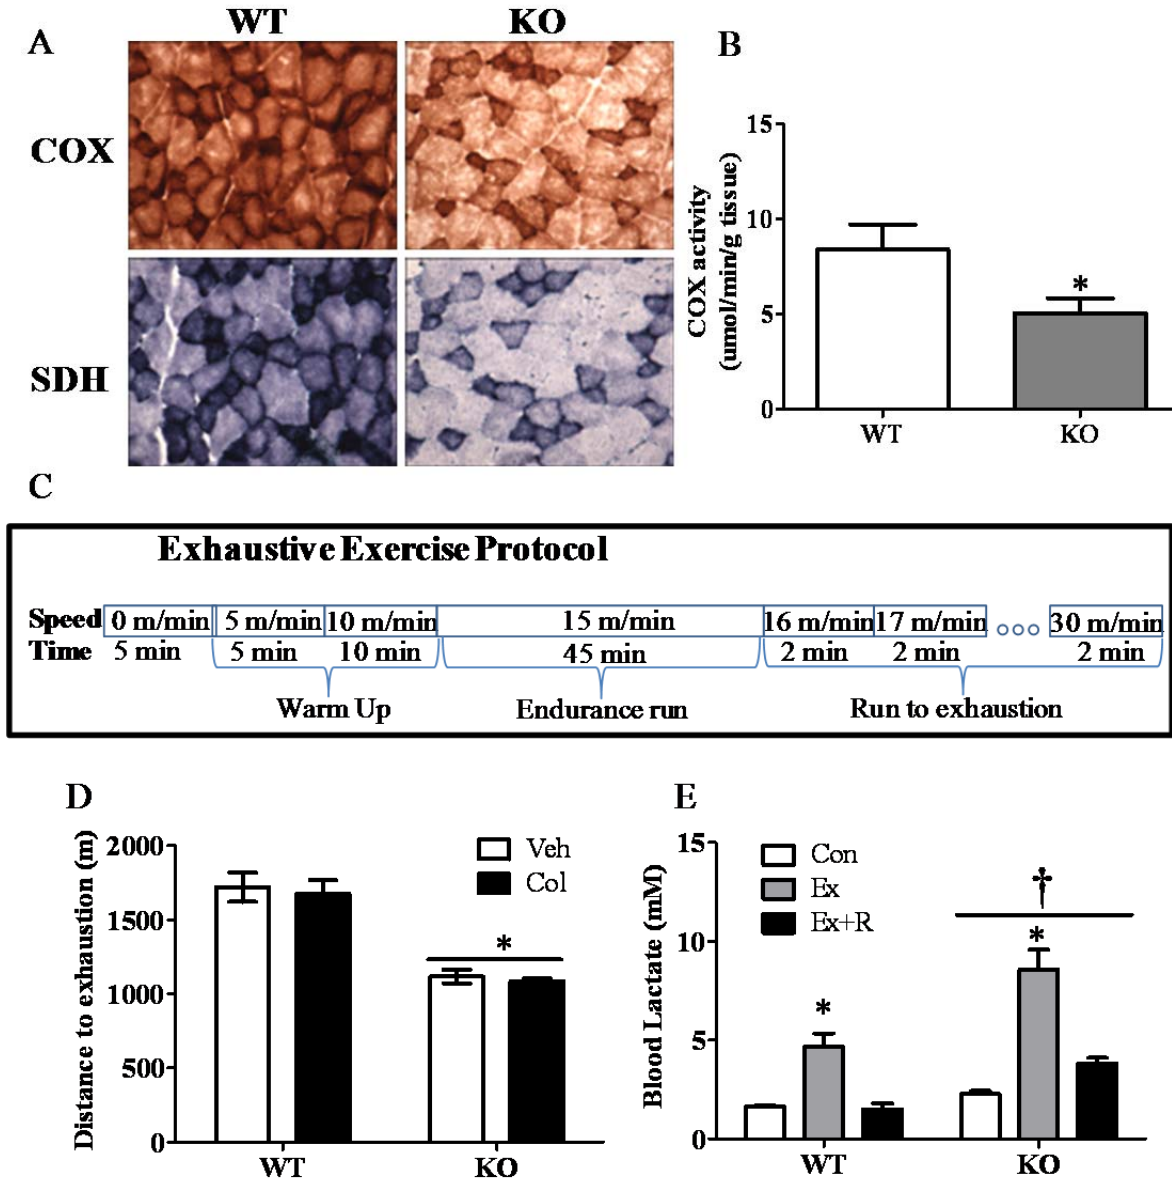 A
WT
KO
COX
SDH
B
COX activity
(umol/min/g tissue)
15
10
5
0
*
WT
KO
C
Exhaustive Exercise Protocol
Speed 0 m/min 5 m/min 10 m/min 15 m/min 16 m/min 17 m/min ooo 30 m/min
Time 5 min 5 min 10 min 45 min 2 min 2 min 2 min
Warm Up Endurance run Run to exhaustion
D
Distance to exhaustion (m)
2000
1500
1000
500
0
Veh
Col
*
WT
KO
E
Blood Lactate (mM)
15
10
5
0
Con
Ex
Ex+R
†
*
*
WT
KO